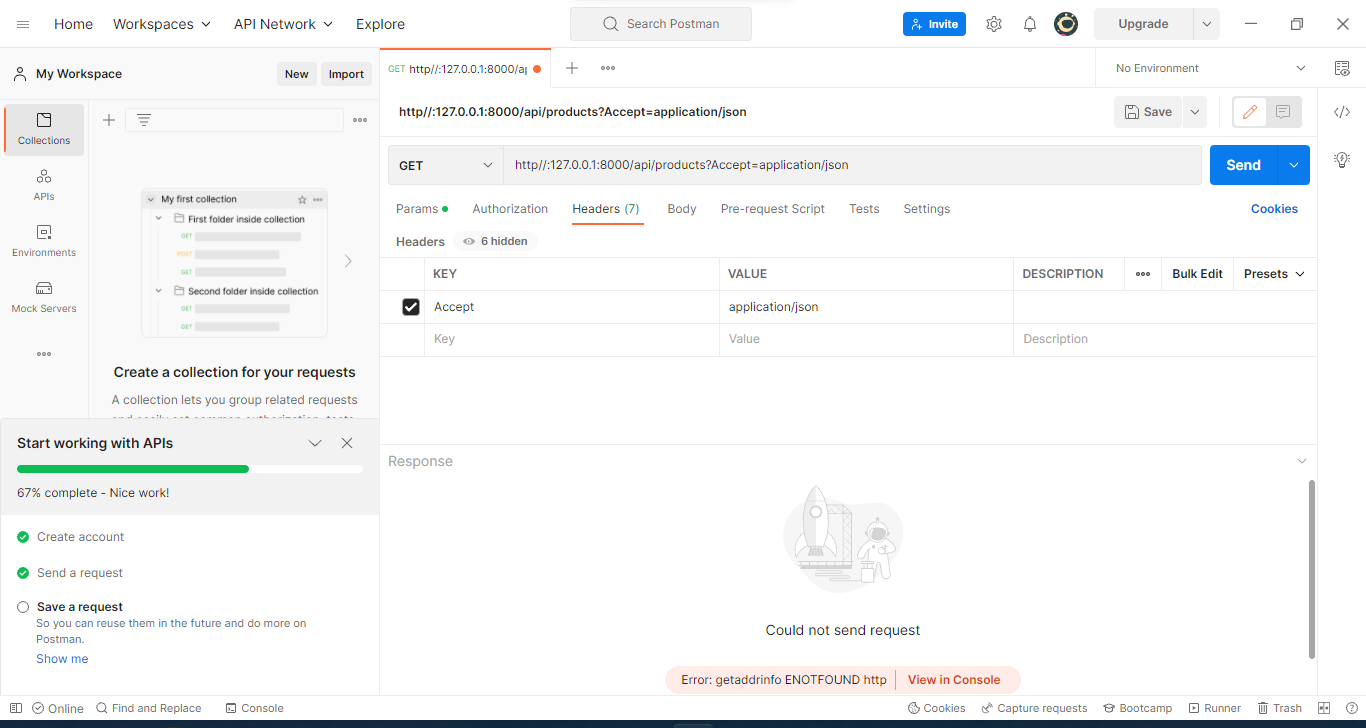 Home Workspaces API Network Explore Search Postman Invite Upgrade
My Workspace New Import GET http//:127.0.0.1:8000/ap No Environment
http//:127.0.0.1:8000/api/products?Accept=application/json Save
Collections
APIs
Environments
Mock Servers
My first collection
First folder inside collection
GET
POST
GET
Second folder inside collection
GET
GET
Create a collection for your requests
A collection lets you group related requests
and easily set common authorization, tests,
GET http//:127.0.0.1:8000/api/products?Accept=application/json Send
Params Authorization Headers (7) Body Pre-request Script Tests Settings Cookies
Headers 6 hidden
KEY VALUE DESCRIPTION Bulk Edit Presets
Accept application/json
Key Value Description
Response
Could not send request
Error: getaddrinfo ENOTFOUND http View in Console
Start working with APIs
67% complete - Nice work!
Create account
Send a request
Save a request
So you can reuse them in the future and do more on
Postman.
Show me
Online Find and Replace Console Cookies Capture requests Bootcamp Runner Trash